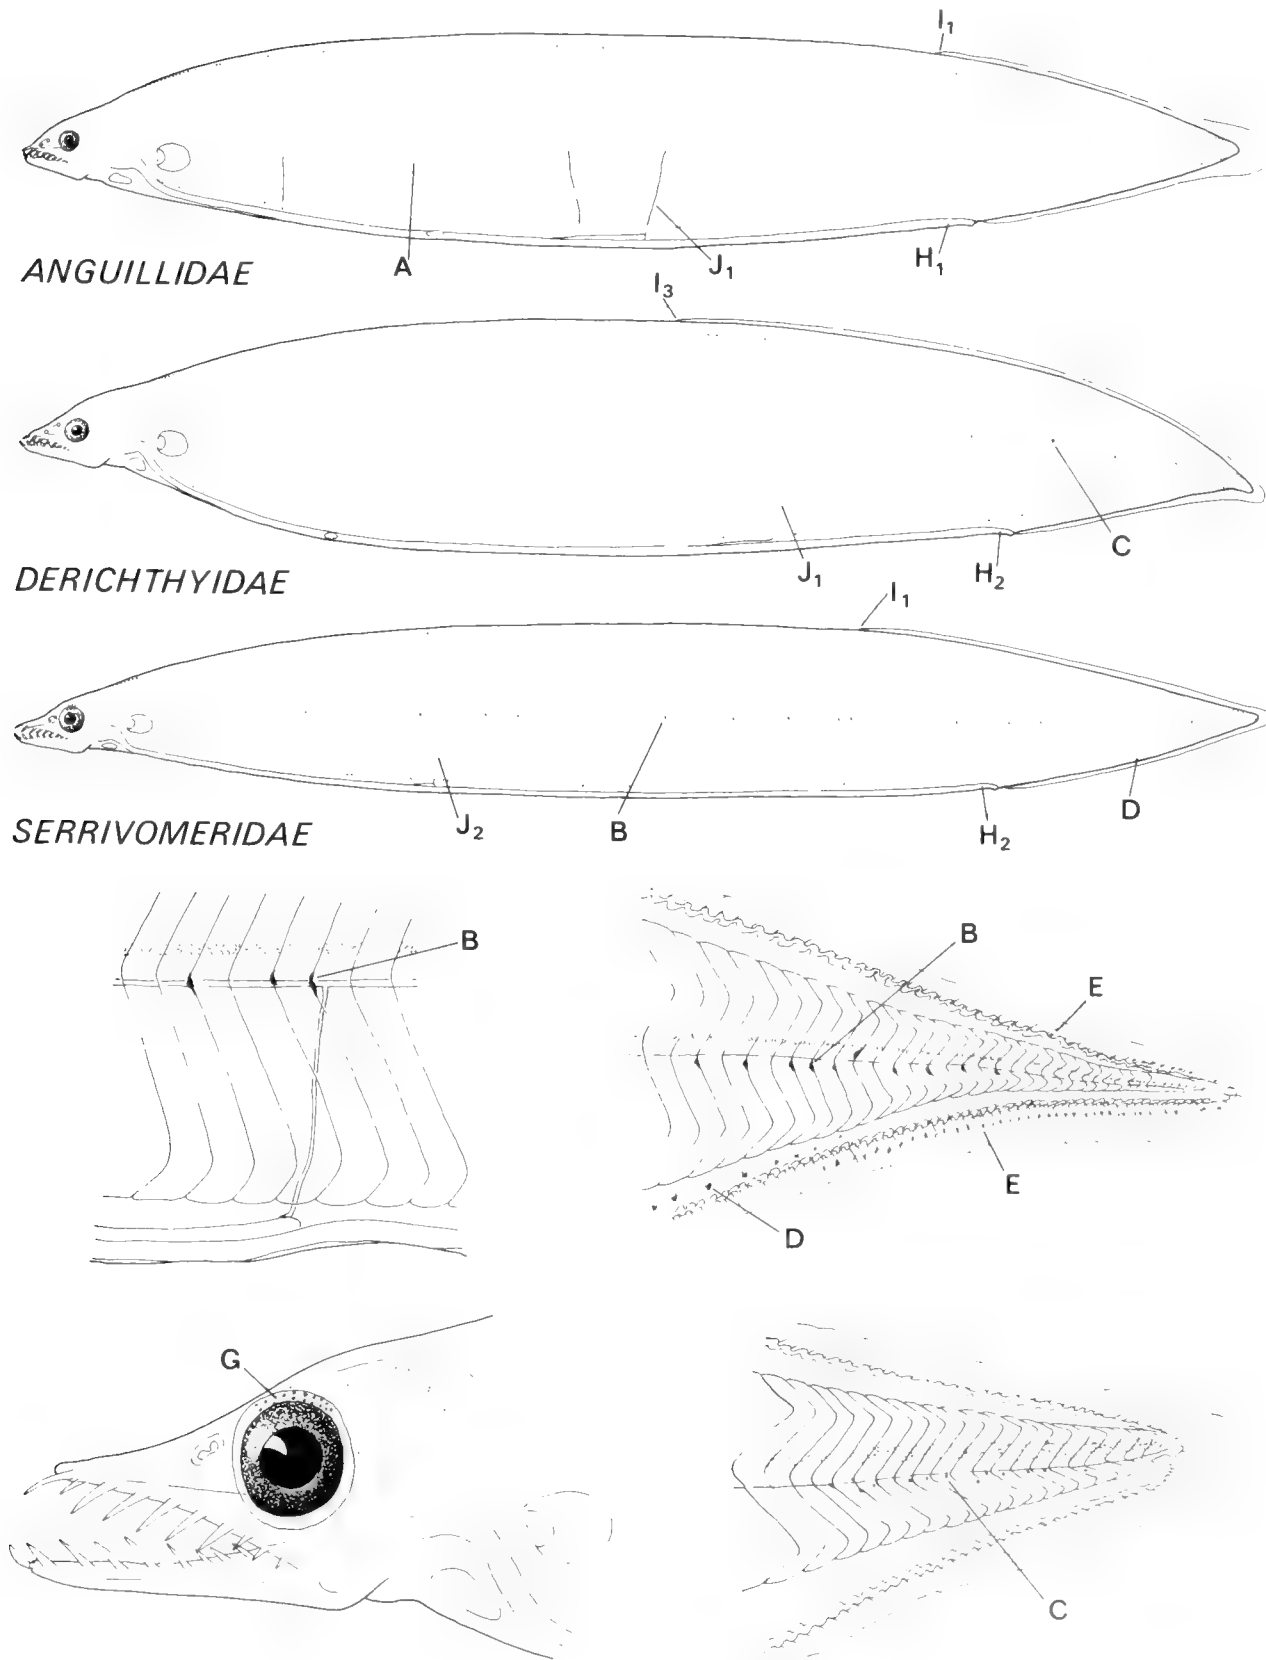 I1
A
J1
H1
ANGUILLIDAE
I3
C
J1
H2
DERICHTHYIDAE
I1
J2
B
H2
D
SERRIVOMERIDAE
B
B
E
E
D
G
C